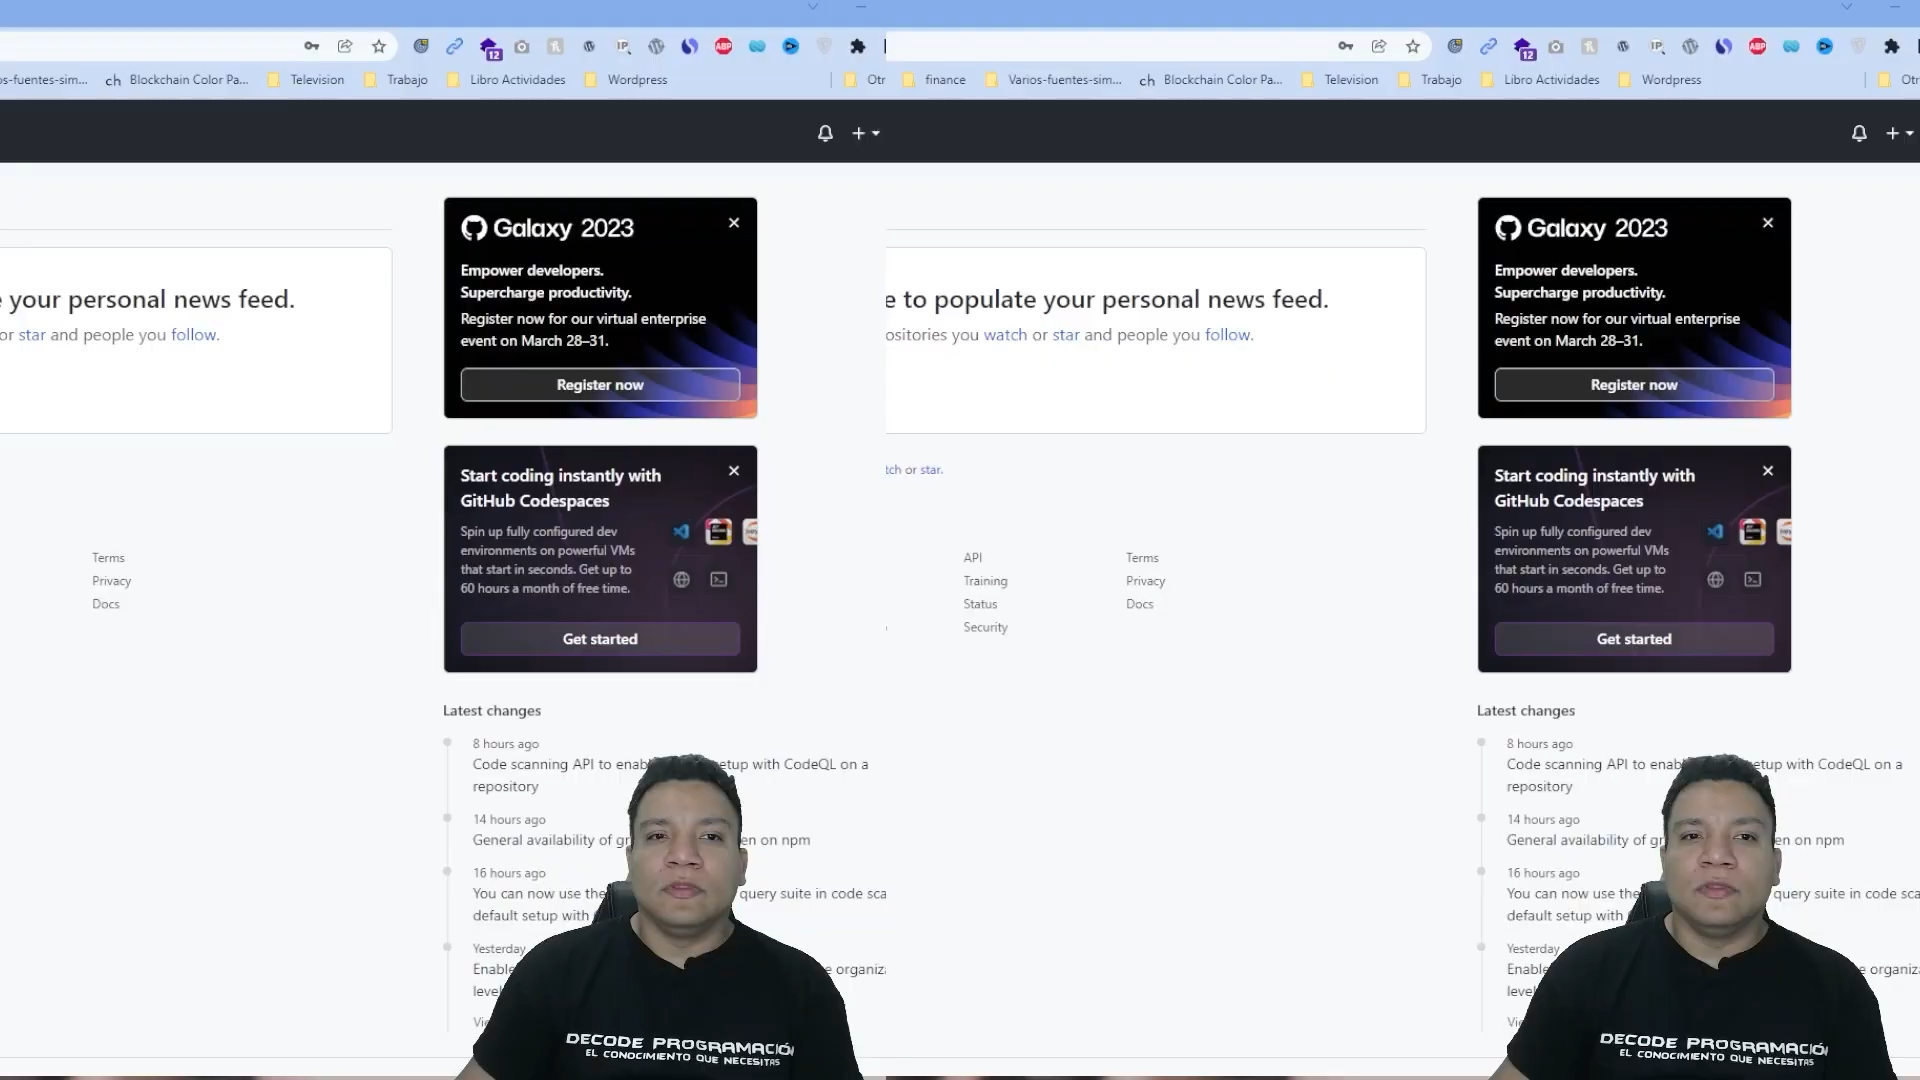 12
IP
ABP
12
IP
ABP
os-fuentes-sim...
ch Blockchain Color Pa...
Television
Trabajo
Libro Actividades
Wordpress
Otr
finance
Varios-fuentes-sim...
ch Blockchain Color Pa...
Television
Trabajo
Libro Actividades
Wordpress
Otr
Galaxy 2023
Empower developers.
Supercharge productivity.
Register now for our virtual enterprise
event on March 28–31.
Register now
e your personal news feed.
or star and people you follow.
Start coding instantly with
GitHub Codespaces
Spin up fully configured dev
environments on powerful VMs
that start in seconds. Get up to
60 hours a month of free time.
Get started
Terms
Privacy
Docs
Latest changes
8 hours ago
Code scanning API to enab etup with CodeQL on a
repository
14 hours ago
General availability of gr en on npm
16 hours ago
You can now use the query suite in code sca
default setup with
Yesterday
Enable e organiz
level
Vie
DECODE PROGRAMACIÓN
EL CONOCIMIENTO QUE NECESITAS
e to populate your personal news feed.
ositories you watch or star and people you follow.
tch or star.
API
Training
Status
Security
Terms
Privacy
Docs
Galaxy 2023
Empower developers.
Supercharge productivity.
Register now for our virtual enterprise
event on March 28–31.
Register now
Start coding instantly with
GitHub Codespaces
Spin up fully configured dev
environments on powerful VMs
that start in seconds. Get up to
60 hours a month of free time.
Get started
Latest changes
8 hours ago
Code scanning API to enab etup with CodeQL on a
repository
14 hours ago
General availability of gr en on npm
16 hours ago
You can now use the query suite in code sca
default setup with
Yesterday
Enable e organiz
level
Vie
DECODE PROGRAMACIÓN
EL CONOCIMIENTO QUE NECESITAS